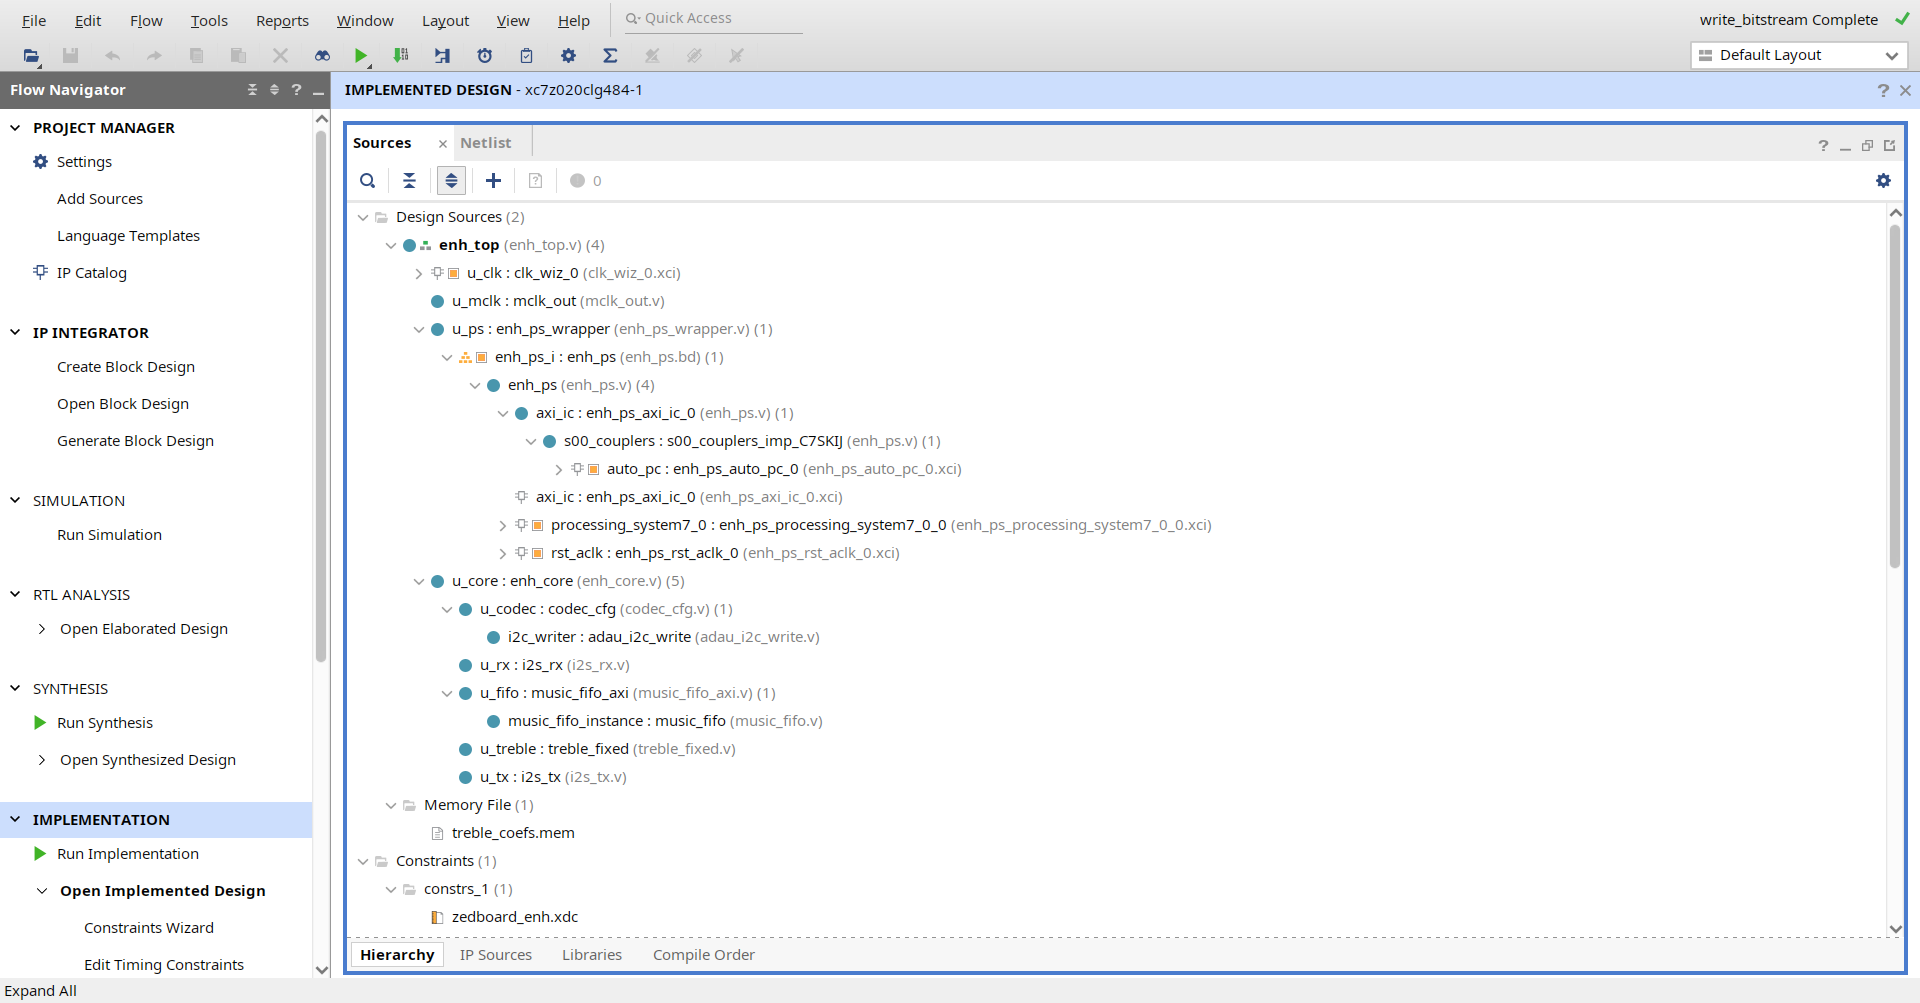 File Edit Flow Tools Reports Window Layout View Help Quick Access write_bitstream Complete
Default Layout
Flow Navigator
IMPLEMENTED DESIGN - xc7z020clg484-1
PROJECT MANAGER
Settings
Add Sources
Language Templates
IP Catalog
IP INTEGRATOR
Create Block Design
Open Block Design
Generate Block Design
SIMULATION
Run Simulation
RTL ANALYSIS
Open Elaborated Design
SYNTHESIS
Run Synthesis
Open Synthesized Design
IMPLEMENTATION
Run Implementation
Open Implemented Design
Constraints Wizard
Edit Timing Constraints
Sources Netlist
0
Design Sources (2)
enh_top (enh_top.v) (4)
u_clk : clk_wiz_0 (clk_wiz_0.xci)
u_mclk : mclk_out (mclk_out.v)
u_ps : enh_ps_wrapper (enh_ps_wrapper.v) (1)
enh_ps_i : enh_ps (enh_ps.bd) (1)
enh_ps (enh_ps.v) (4)
axi_ic : enh_ps_axi_ic_0 (enh_ps.v) (1)
s00_couplers : s00_couplers_imp_C7SKIJ (enh_ps.v) (1)
auto_pc : enh_ps_auto_pc_0 (enh_ps_auto_pc_0.xci)
axi_ic : enh_ps_axi_ic_0 (enh_ps_axi_ic_0.xci)
processing_system7_0 : enh_ps_processing_system7_0_0 (enh_ps_processing_system7_0_0.xci)
rst_aclk : enh_ps_rst_aclk_0 (enh_ps_rst_aclk_0.xci)
u_core : enh_core (enh_core.v) (5)
u_codec : codec_cfg (codec_cfg.v) (1)
i2c_writer : adau_i2c_write (adau_i2c_write.v)
u_rx : i2s_rx (i2s_rx.v)
u_fifo : music_fifo_axi (music_fifo_axi.v) (1)
music_fifo_instance : music_fifo (music_fifo.v)
u_treble : treble_fixed (treble_fixed.v)
u_tx : i2s_tx (i2s_tx.v)
Memory File (1)
treble_coefs.mem
Constraints (1)
constrs_1 (1)
zedboard_enh.xdc
Hierarchy IP Sources Libraries Compile Order
Expand All